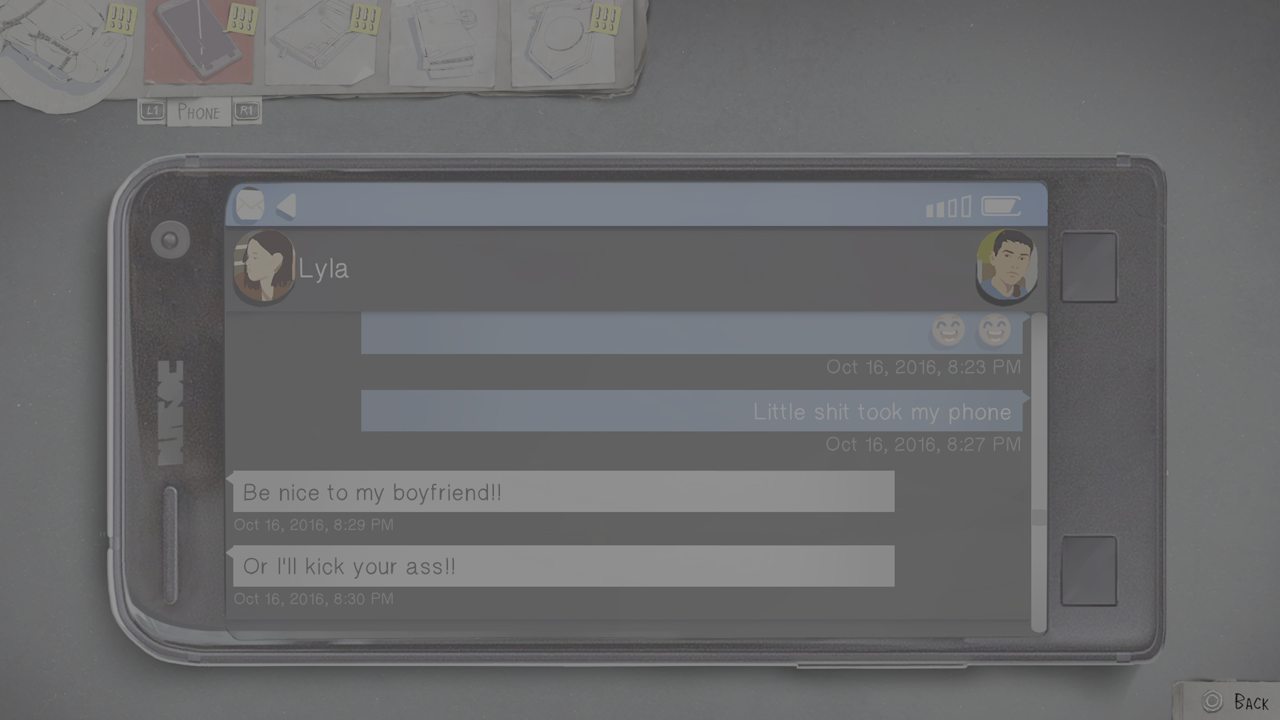 L1 PHONE R1
Lyla
Oct 16, 2016, 8:23 PM
Little shit took my phone
Oct 16, 2016, 8:27 PM
Be nice to my boyfriend!!
Oct 16, 2016, 8:29 PM
Or I'll kick your ass!!
Oct 16, 2016, 8:30 PM
BACK